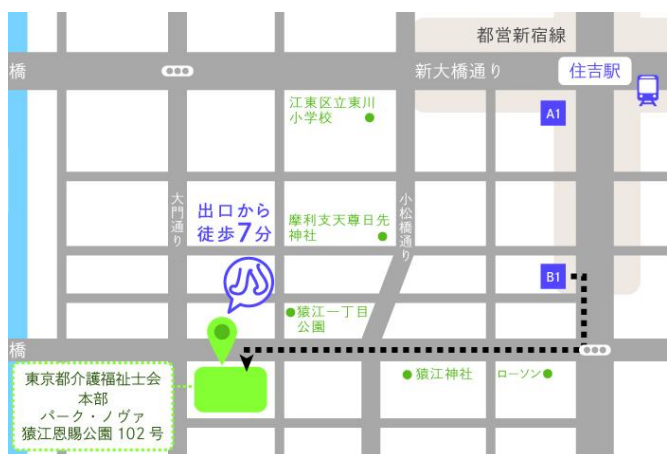 都営新宿線
橋
新大橋通り
住吉駅
江東区立東川
小学校
A1
大門通り
出口から
徒歩7分
摩利支天尊日先
神社
小松橋通り
B1
猿江一丁目
公園
橋
東京都介護福祉士会
本部
パーク・ノヴァ
猿江恩賜公園 102 号
猿江神社
ローソン